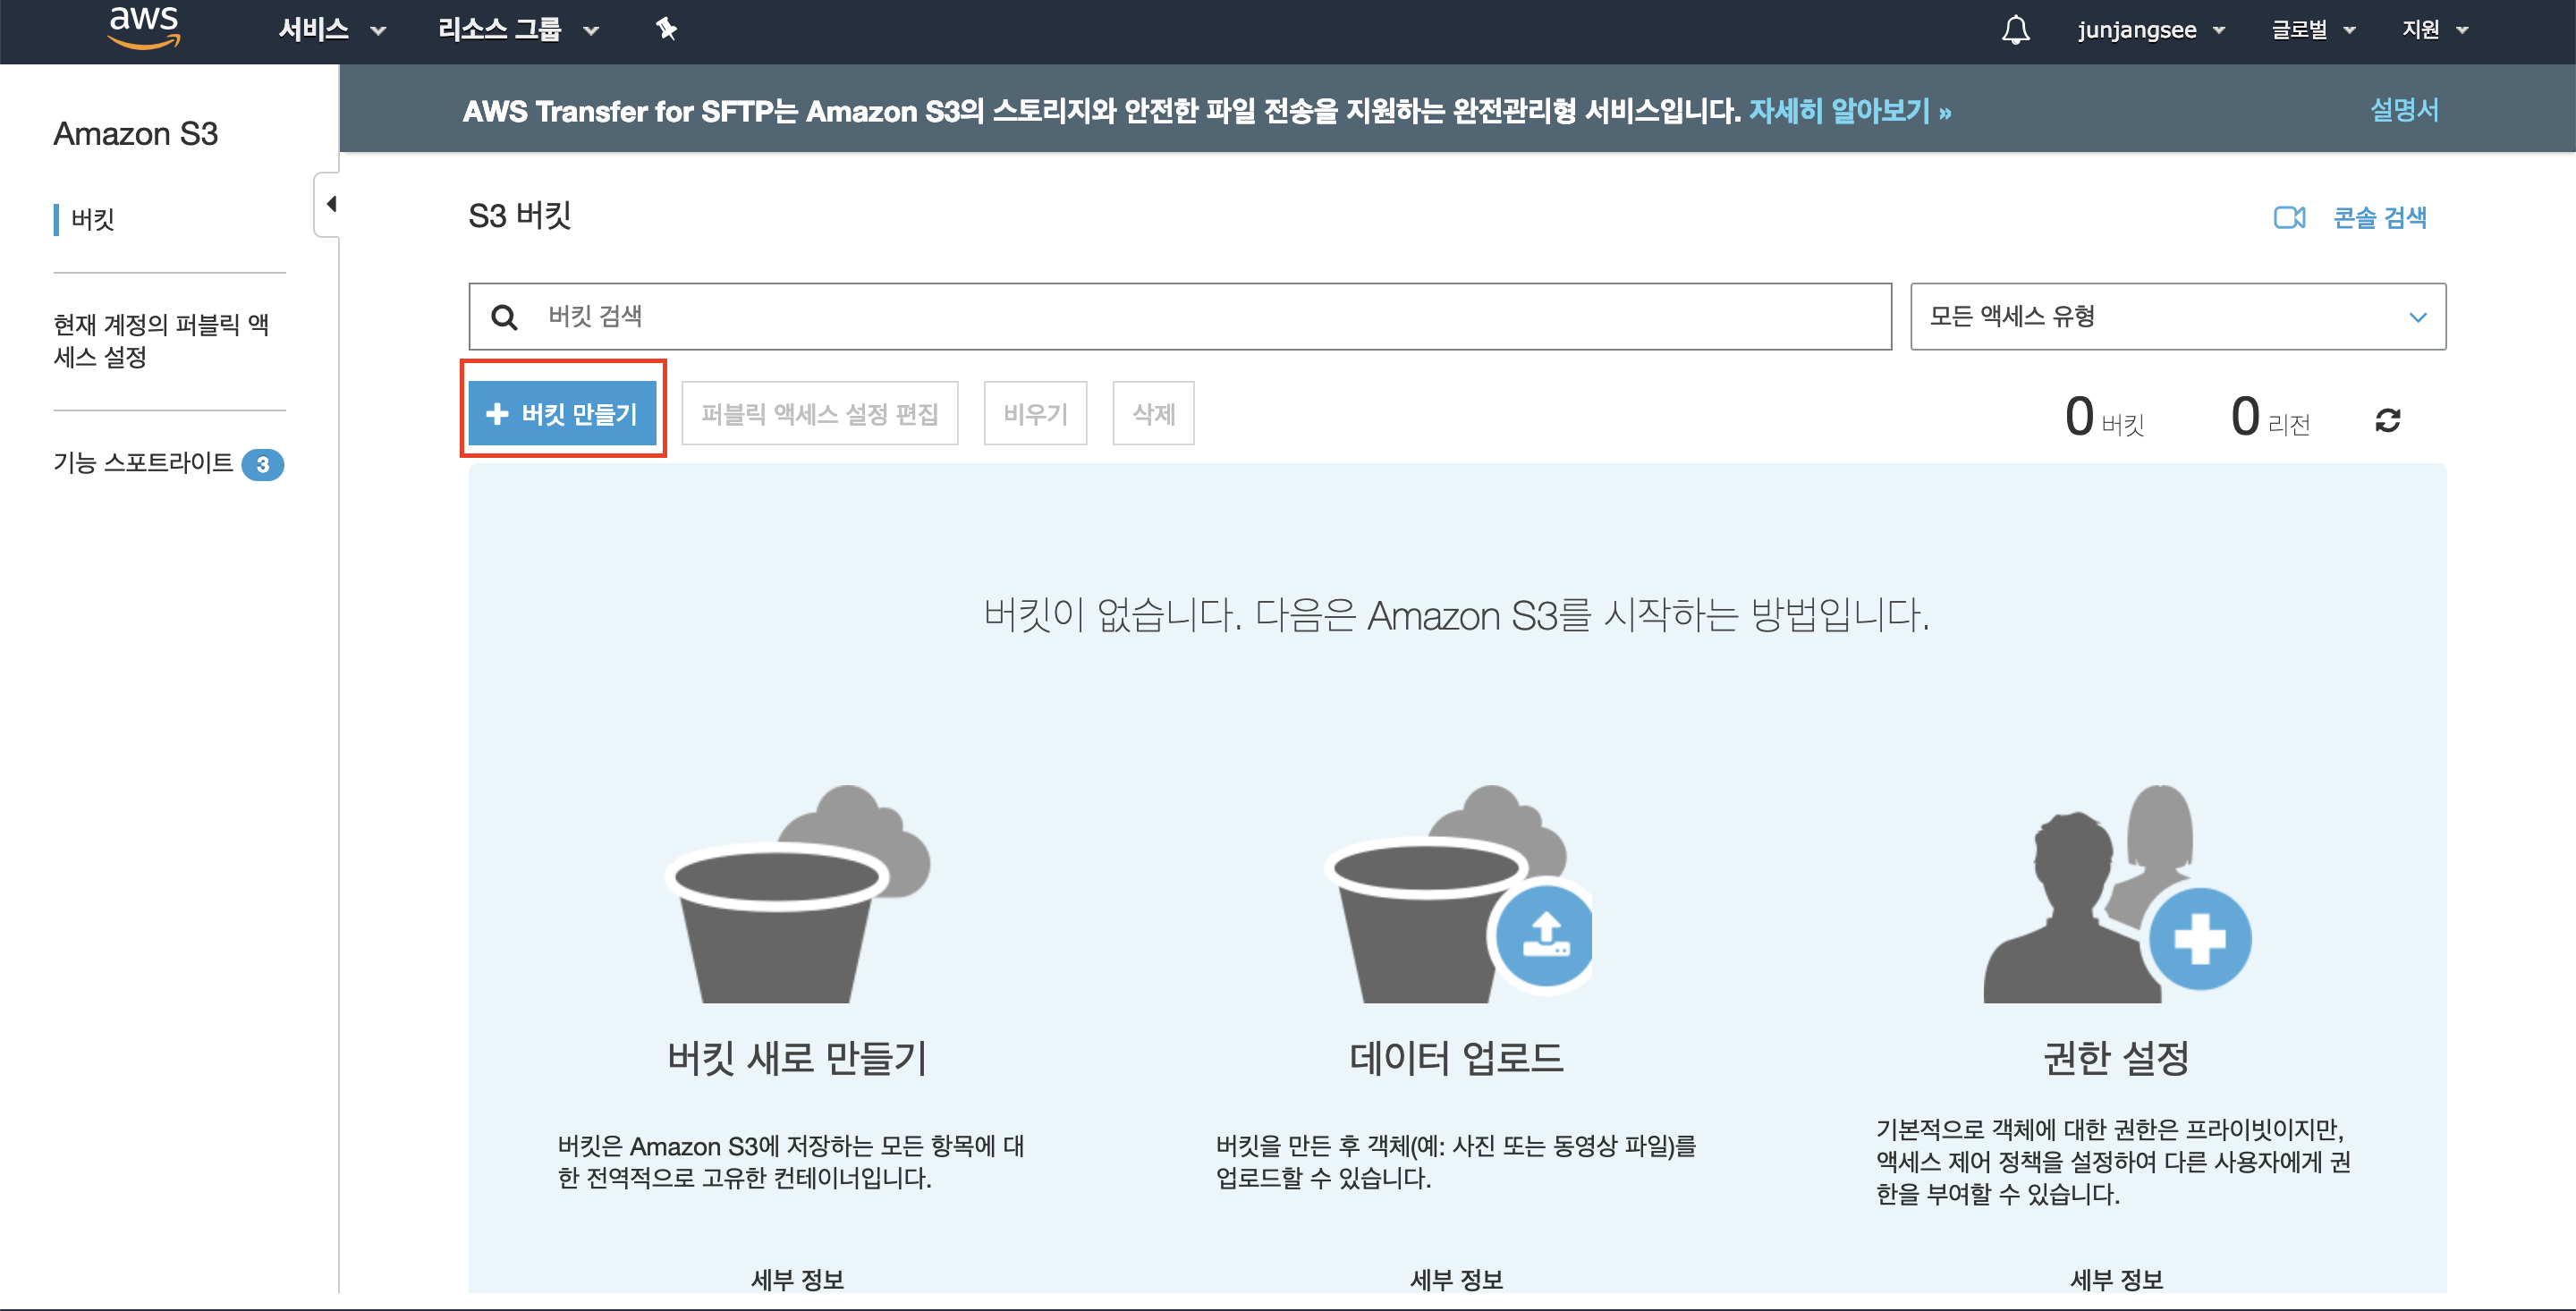 aws 서비스 리소스 그룹 junjangsee 글로벌 지원
AWS Transfer for SFTP는 Amazon S3의 스토리지와 안전한 파일 전송을 지원하는 완전관리형 서비스입니다. 자세히 알아보기 » 설명서
Amazon S3
버킷
현재 계정의 퍼블릭 액
세스 설정
기능 스포트라이트 3
S3 버킷
콘솔 검색
버킷 검색
모든 액세스 유형
버킷 만들기 퍼블릭 액세스 설정 편집 비우기 삭제
0 버킷 0 리전
버킷이 없습니다. 다음은 Amazon S3를 시작하는 방법입니다.
버킷 새로 만들기
버킷은 Amazon S3에 저장하는 모든 항목에 대
한 전역적으로 고유한 컨테이너입니다.
세부 정보
데이터 업로드
버킷을 만든 후 객체(예: 사진 또는 동영상 파일)를
업로드할 수 있습니다.
세부 정보
권한 설정
기본적으로 객체에 대한 권한은 프라이빗이지만,
액세스 제어 정책을 설정하여 다른 사용자에게 권
한을 부여할 수 있습니다.
세부 정보